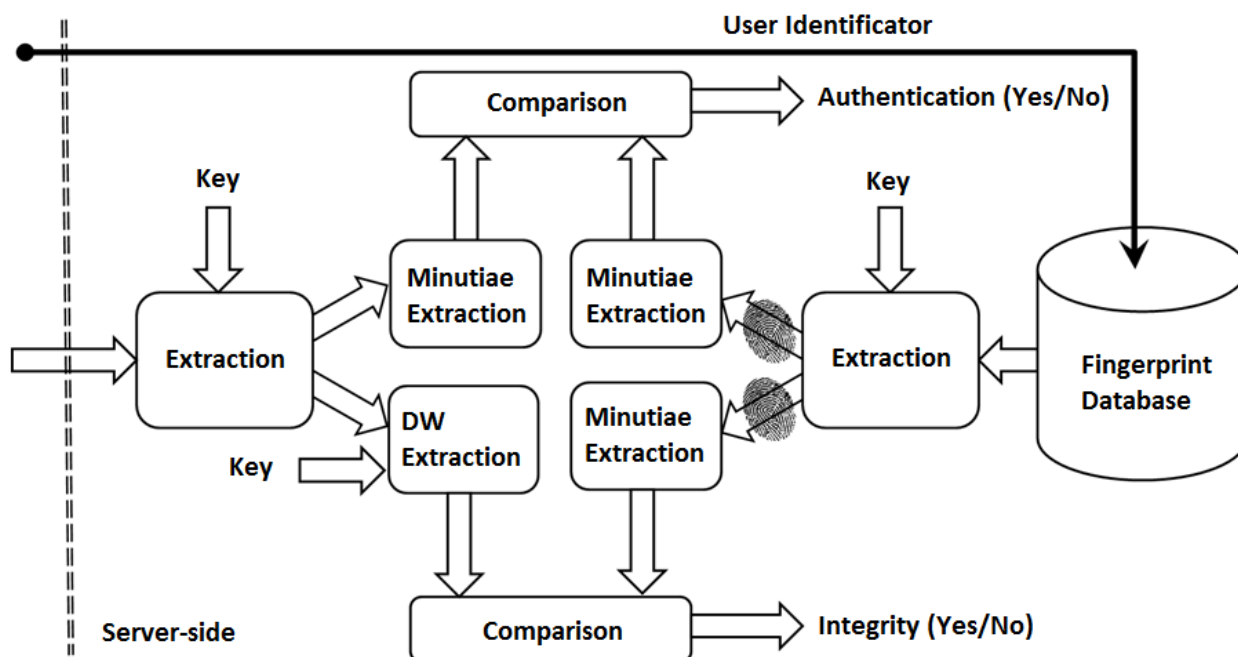 User Identificator
Comparison
Authentication (Yes/No)
Key
Key
Minutiae
Extraction
Minutiae
Extraction
Extraction
Extraction
Fingerprint
Database
DW
Extraction
Minutiae
Extraction
Key
Server-side
Comparison
Integrity (Yes/No)